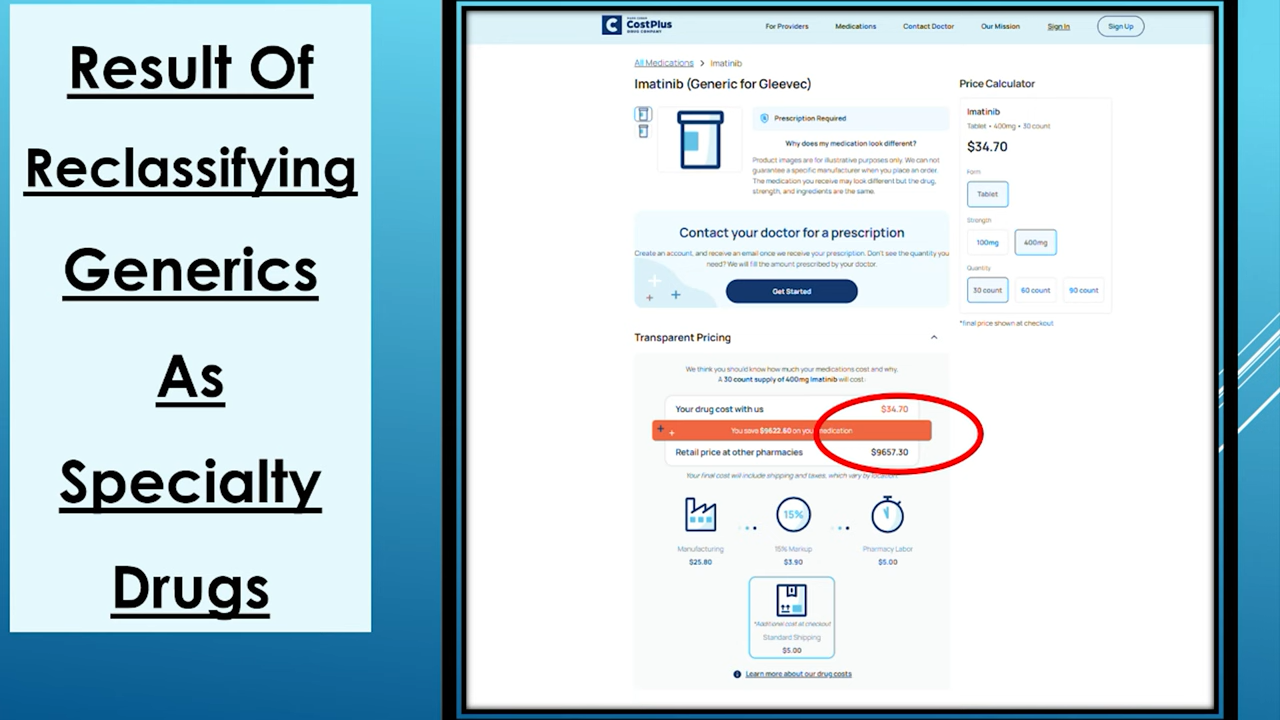 Result Of
Reclassifying
Generics
As
Specialty
Drugs
CostPlus
DRUG COMPANY
For Providers
Medications
Contact Doctor
Our Mission
Sign In
Sign Up
All Medications > Imatinib
Imatinib (Generic for Gleevec)
Prescription Required
Why does my medication look different?
Product images are for illustrative purposes only. We can not
guarantee a specific manufacturer when you place an order.
The medication you receive may look different but the drug,
strength, and ingredients are the same.
Contact your doctor for a prescription
Create an account, and receive an email once we receive your prescription. Don't see the quantity you
need? We will fill the amount prescribed by your doctor.
Get Started
Price Calculator
Imatinib
Tablet • 400mg • 30 count
$34.70
Form
Tablet
Strength
100mg
400mg
Quantity
30 count
60 count
90 count
*final price shown at checkout
Transparent Pricing
We think you should know how much your medications cost and why.
A 30 count supply of 400mg Imatinib will cost:
Your drug cost with us $34.70
You save $9622.60 on your medication
Retail price at other pharmacies $9657.30
Your final cost will include shipping and taxes, which vary by location.
15%
Manufacturing
$25.80
15% Markup
$3.90
Pharmacy Labor
$5.00
*Additional cost at checkout
Standard Shipping
$5.00
Learn more about our drug costs